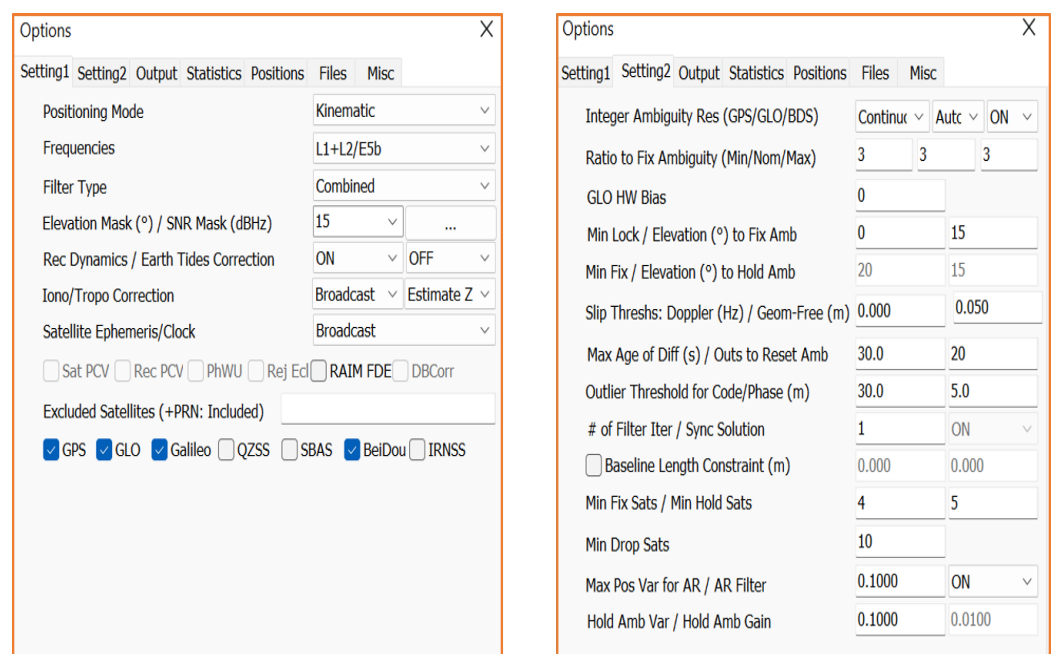 Options X
Setting1 Setting2 Output Statistics Positions Files Misc
Positioning Mode Kinematic
Frequencies L1+L2/E5b
Filter Type Combined
Elevation Mask (°) / SNR Mask (dBHz) 15 ...
Rec Dynamics / Earth Tides Correction ON OFF
Iono/Tropo Correction Broadcast Estimate Z
Satellite Ephemeris/Clock Broadcast
Sat PCV Rec PCV PhWU Rej Ecl RAIM FDE DBCorr
Excluded Satellites (+PRN: Included)
GPS GLO Galileo QZSS SBAS BeiDou IRNSS
Options X
Setting1 Setting2 Output Statistics Positions Files Misc
Integer Ambiguity Res (GPS/GLO/BDS) Continuc Autc ON
Ratio to Fix Ambiguity (Min/Nom/Max) 3 3 3
GLO HW Bias 0
Min Lock / Elevation (°) to Fix Amb 0 15
Min Fix / Elevation (°) to Hold Amb 20 15
Slip Threshs: Doppler (Hz) / Geom-Free (m) 0.000 0.050
Max Age of Diff (s) / Outs to Reset Amb 30.0 20
Outlier Threshold for Code/Phase (m) 30.0 5.0
# of Filter Iter / Sync Solution 1 ON
Baseline Length Constraint (m) 0.000 0.000
Min Fix Sats / Min Hold Sats 4 5
Min Drop Sats 10
Max Pos Var for AR / AR Filter 0.1000 ON
Hold Amb Var / Hold Amb Gain 0.1000 0.0100